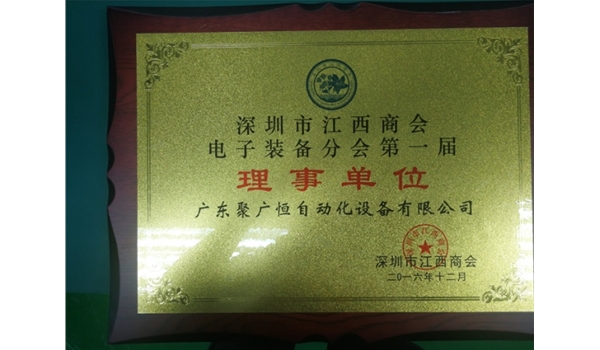 深圳市江西商会
电子装备分会第一届
理事单位
广东聚广恒自动化设备有限公司
深圳市江西商会
二〇一六年十二月